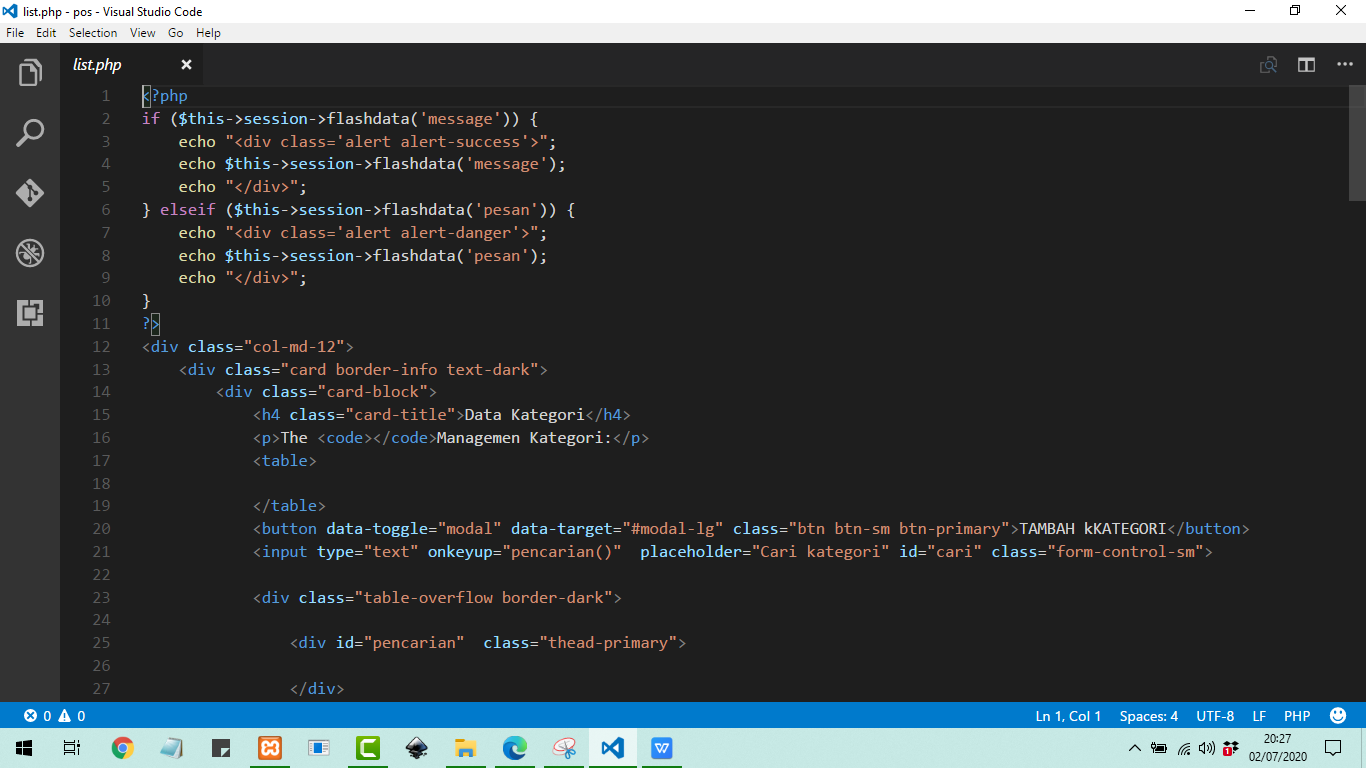 list.php - pos - Visual Studio Code
File Edit Selection View Go Help
list.php
1 <?php
2 if ($this->session->flashdata('message')) {
3 echo "<div class='alert alert-success'>";
4 echo $this->session->flashdata('message');
5 echo "</div>";
6 } elseif ($this->session->flashdata('pesan')) {
7 echo "<div class='alert alert-danger'>";
8 echo $this->session->flashdata('pesan');
9 echo "</div>";
10 }
11 ?>
12 <div class="col-md-12">
13 <div class="card border-info text-dark">
14 <div class="card-block">
15 <h4 class="card-title">Data Kategori</h4>
16 <p>The <code></code>Managemen Kategori:</p>
17 <table>
18
19 </table>
20 <button data-toggle="modal" data-target="#modal-lg" class="btn btn-sm btn-primary">TAMBAH kKATEGORI</button>
21 <input type="text" onkeyup="pencarian()"  placeholder="Cari kategori" id="cari" class="form-control-sm">
22
23 <div class="table-overflow border-dark">
24
25 <div id="pencarian"  class="thead-primary">
26
27 </div>
0 0 Ln 1, Col 1 Spaces: 4 UTF-8 LF PHP
W 1 20:27
02/07/2020